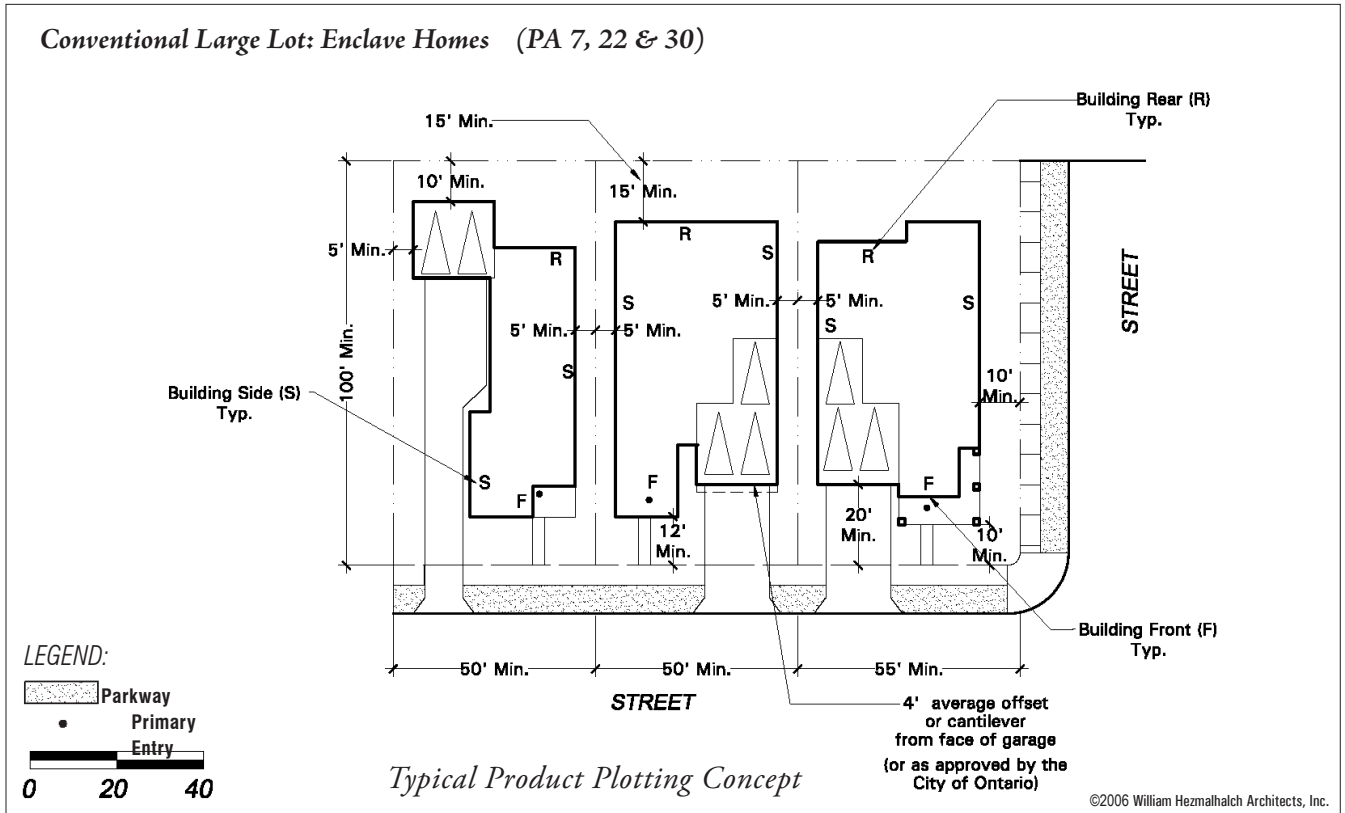 Conventional Large Lot: Enclave Homes (PA 7, 22 & 30)
Building Rear (R)
Typ.
15' Min.
10' Min.
15' Min.
R
S
5' Min.
R
R
S
5' Min.
5' Min.
S
S
5' Min.
5' Min.
100' Min.
STREET
S
10'
Min.
Building Side (S)
Typ.
S
F
F
F
12'
Min.
20'
Min.
10'
Min.
Building Front (F)
Typ.
50' Min.
50' Min.
55' Min.
STREET
4' average offset
or cantilever
from face of garage
(or as approved by the
City of Ontario)
LEGEND:
Parkway
Primary
Entry
0 20 40
Typical Product Plotting Concept
©2006 William Hezmalhalch Architects, Inc.